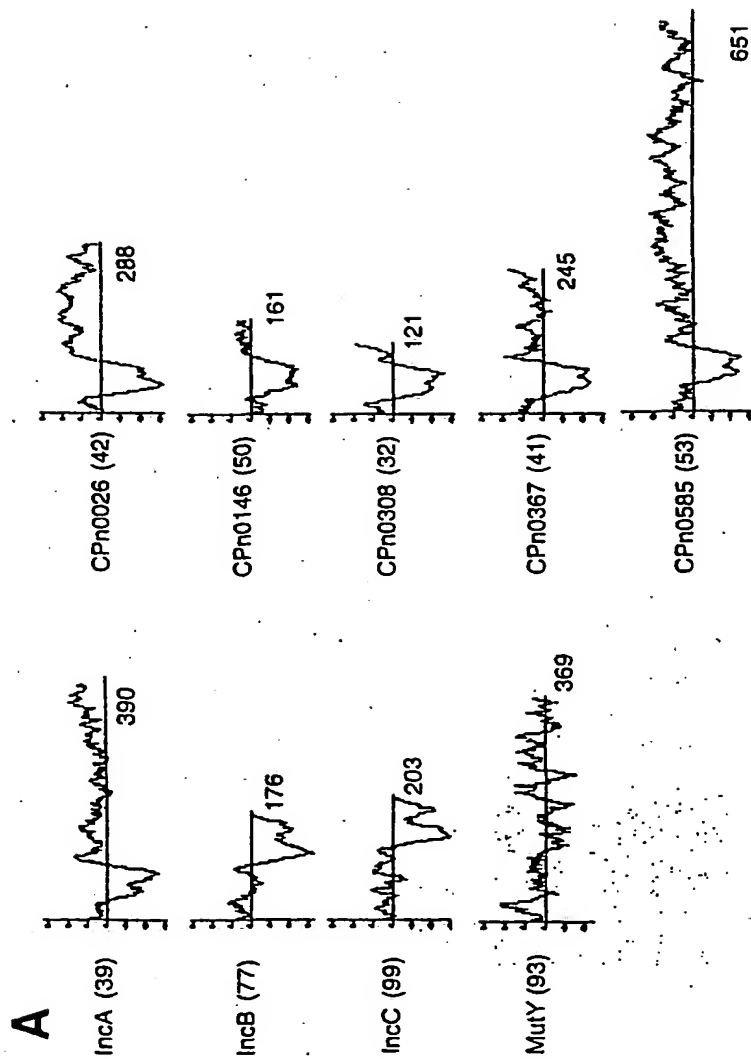 A
IncA (39)
390
IncB (77)
176
IncC (99)
203
MutY (93)
369
CPn0026 (42)
288
CPn0146 (50)
161
CPn0308 (32)
121
CPn0367 (41)
245
CPn0585 (53)
651